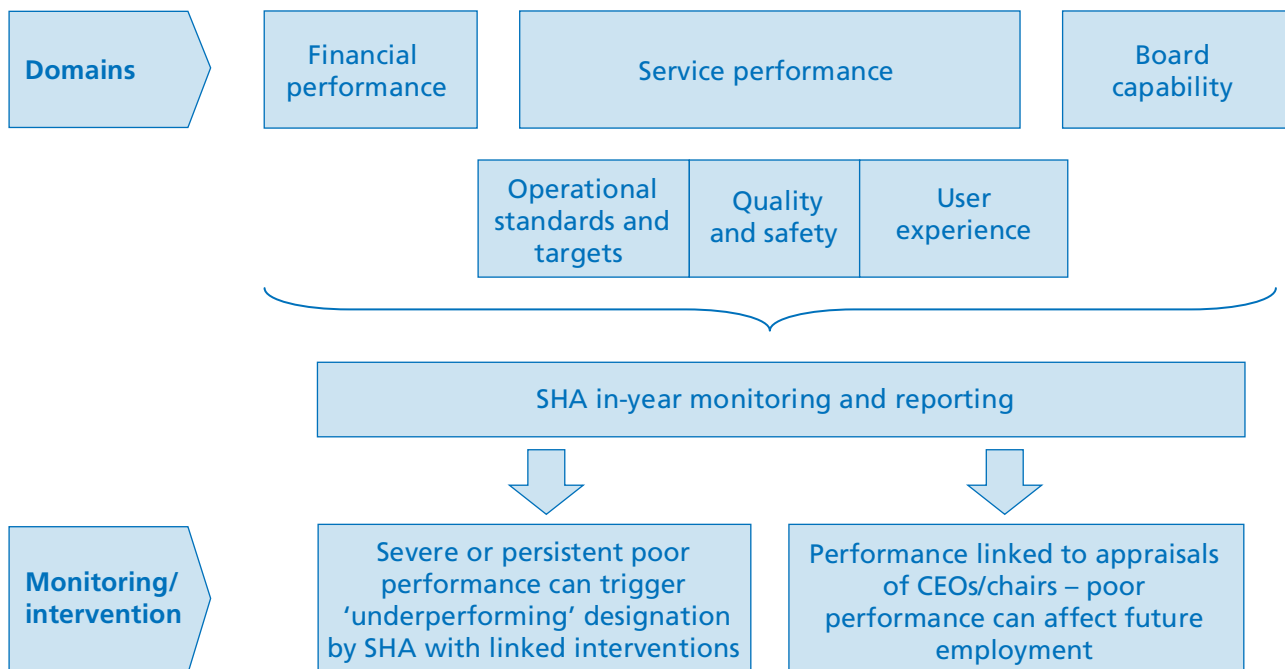 Domains
Financial
performance
Service performance
Board
capability
Operational
standards and
targets
Quality
and safety
User
experience
SHA in-year monitoring and reporting
Monitoring/
intervention
Severe or persistent poor
performance can trigger
‘underperforming’ designation
by SHA with linked interventions
Performance linked to appraisals
of CEOs/chairs – poor
performance can affect future
employment